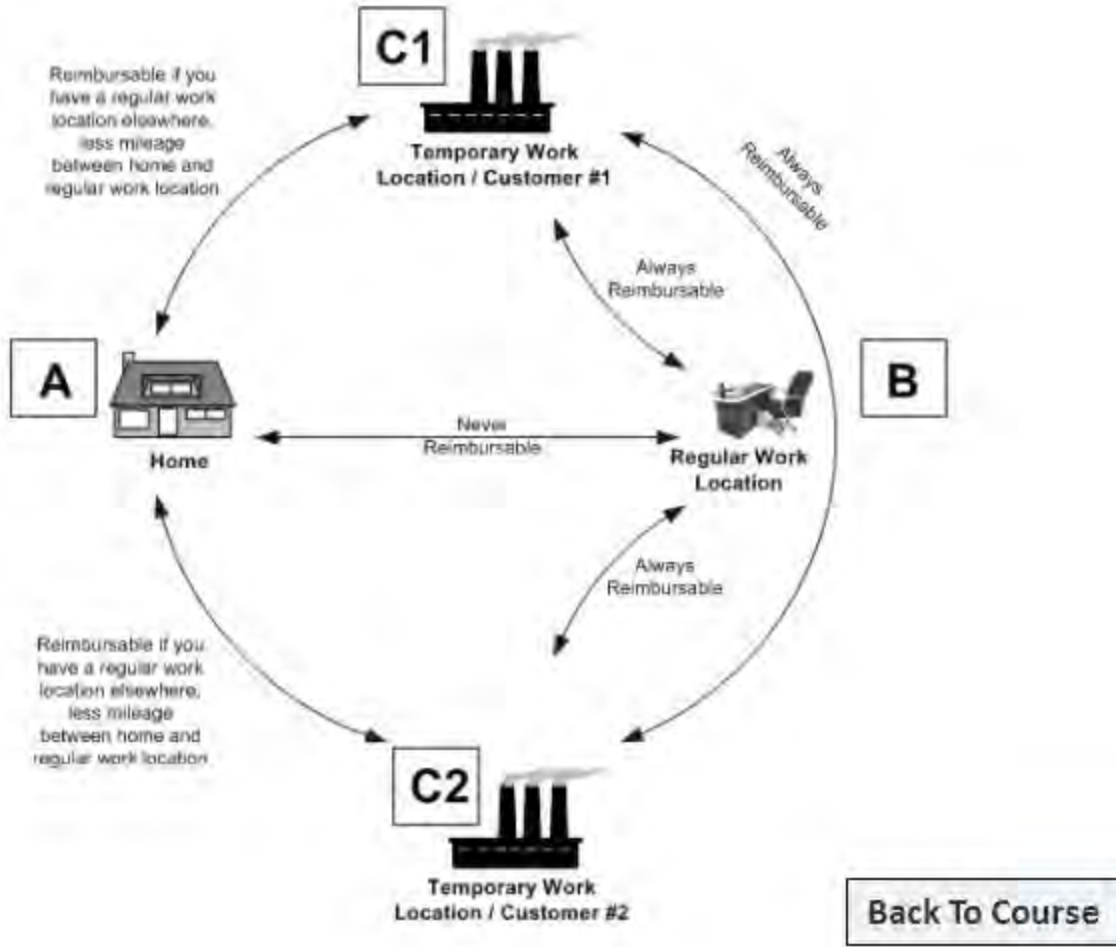 C1
Reimbursable if you
have a regular work
location elsewhere,
less mileage
between home and
regular work location
Temporary Work
Location / Customer #1
Always
Reimbursable
Always
Reimbursable
A
B
Home
Never
Reimbursable
Regular Work
Location
Always
Reimbursable
Reimbursable if you
have a regular work
location elsewhere,
less mileage
between home and
regular work location
C2
Temporary Work
Location / Customer #2
Back To Course